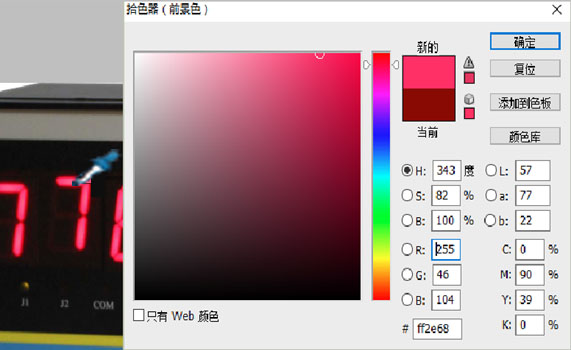 拾色器（前景色）
新的
当前
确定
复位
添加到色板
颜色库
H: 343 度
S: 82 %
B: 100 %
R: 255
G: 46
B: 104
L: 57
a: 77
b: 22
C: 0 %
M: 90 %
Y: 39 %
K: 0 %
# ff2e68
只有 Web 颜色
77
J1 J2 COM